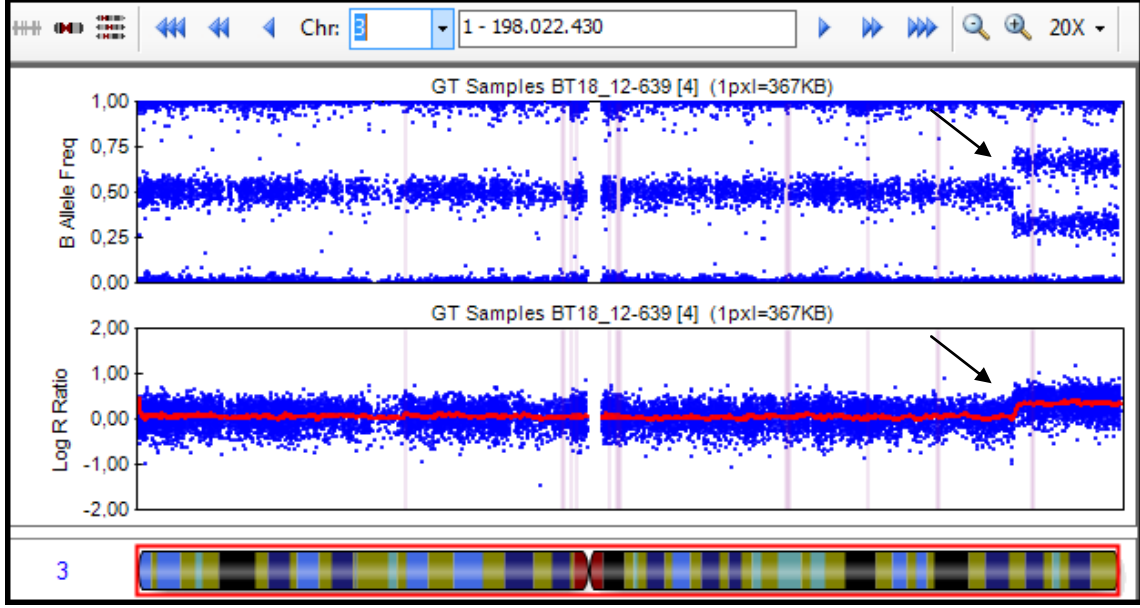 Chr: 3 1 - 198.022.430 20X
GT Samples BT18_12-639 [4] (1pxl=367KB)
1,00
0,75
0,50
0,25
0,00
B Allele Freq
GT Samples BT18_12-639 [4] (1pxl=367KB)
2,00
1,00
0.00
-1,00
-2,00
Log R Ratio
3